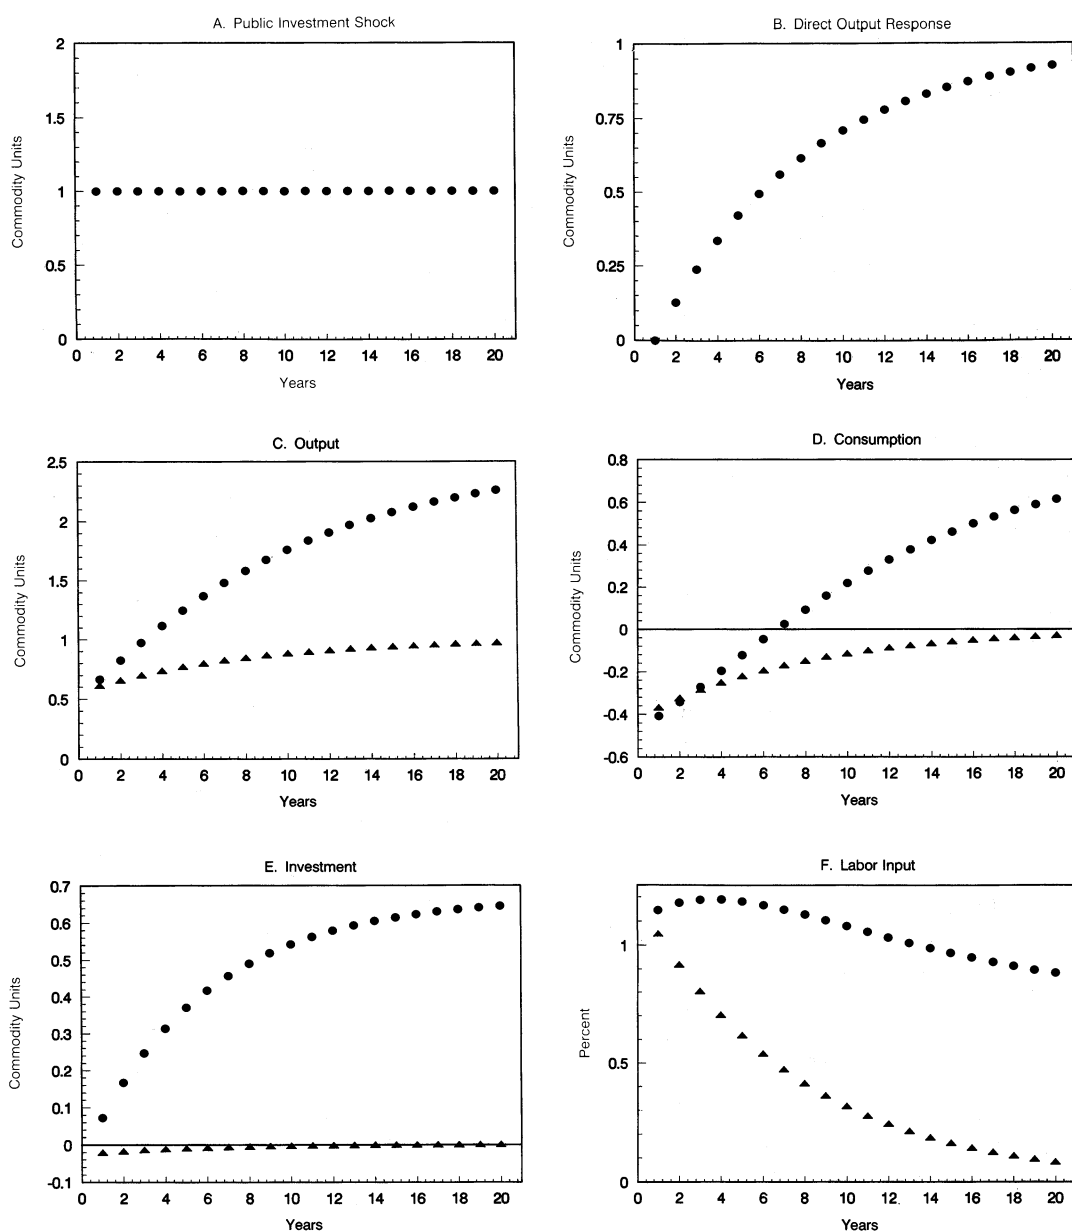 A. Public Investment Shock
2
1.5
1
0.5
0
Commodity Units
0 2 4 6 8 10 12 14 16 18 20
Years
B. Direct Output Response
1
0.75
0.5
0.25
0
Commodity Units
0 2 4 6 8 10 12 14 16 18 20
Years
C. Output
2.5
2
1.5
1
0.5
0
Commodity Units
0 2 4 6 8 10 12 14 16 18 20
Years
D. Consumption
0.8
0.6
0.4
0.2
0
-0.2
-0.4
-0.6
Commodity Units
0 2 4 6 8 10 12 14 16 18 20
Years
E. Investment
0.7
0.6
0.5
0.4
0.3
0.2
0.1
0
-0.1
Commodity Units
0 2 4 6 8 10 12 14 16 18 20
Years
F. Labor Input
1
0.5
0
Percent
0 2 4 6 8 10 12 14 16 18 20
Years